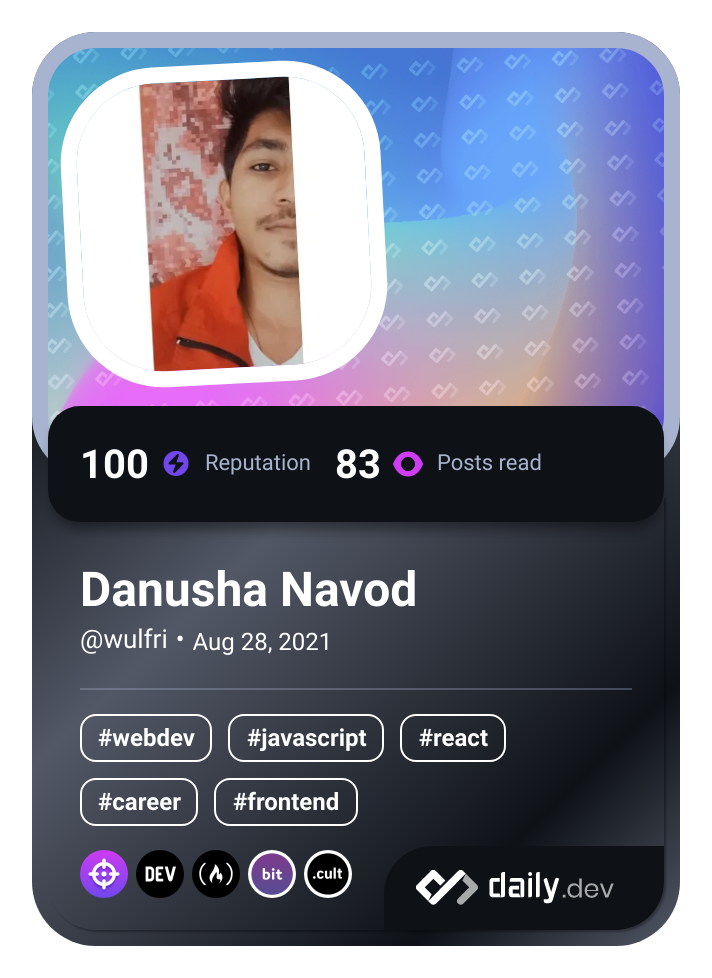 100 Reputation 83 Posts read
Danusha Navod
@wulfri • Aug 28, 2021
#webdev #javascript #react
#career #frontend
DEV bit .cult daily.dev